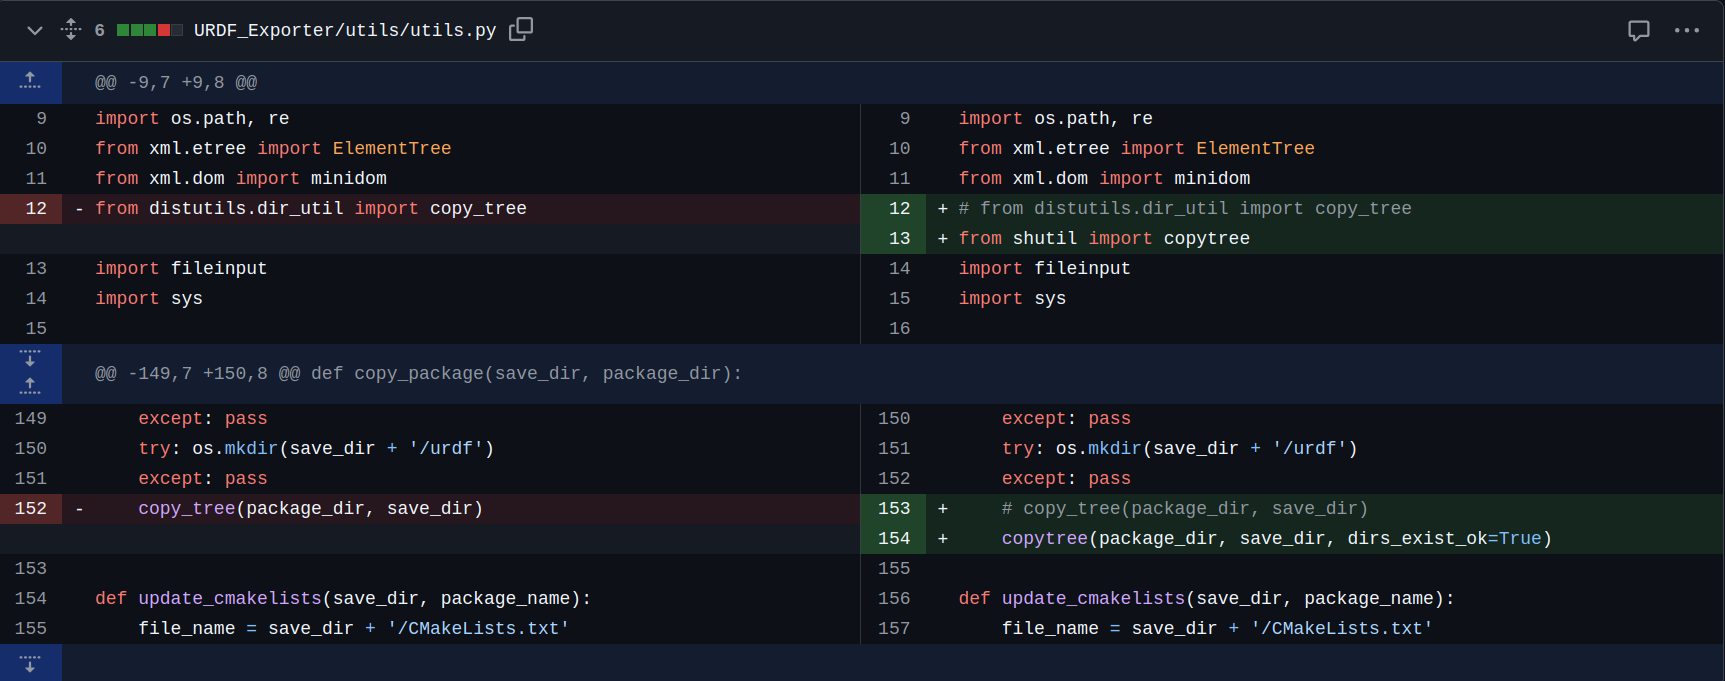 6 URDF_Exporter/utils/utils.py
@@ -9,7 +9,8 @@
9 import os.path, re
10 from xml.etree import ElementTree
11 from xml.dom import minidom
12 - from distutils.dir_util import copy_tree
13 import fileinput
14 import sys
15
9 import os.path, re
10 from xml.etree import ElementTree
11 from xml.dom import minidom
12 + # from distutils.dir_util import copy_tree
13 + from shutil import copytree
14 import fileinput
15 import sys
16
@@ -149,7 +150,8 @@ def copy_package(save_dir, package_dir):
149 except: pass
150 try: os.mkdir(save_dir + '/urdf')
151 except: pass
152 - copy_tree(package_dir, save_dir)
153
154 def update_cmakelists(save_dir, package_name):
155 file_name = save_dir + '/CMakeLists.txt'
150 except: pass
151 try: os.mkdir(save_dir + '/urdf')
152 except: pass
153 + # copy_tree(package_dir, save_dir)
154 + copytree(package_dir, save_dir, dirs_exist_ok=True)
155
156 def update_cmakelists(save_dir, package_name):
157 file_name = save_dir + '/CMakeLists.txt'